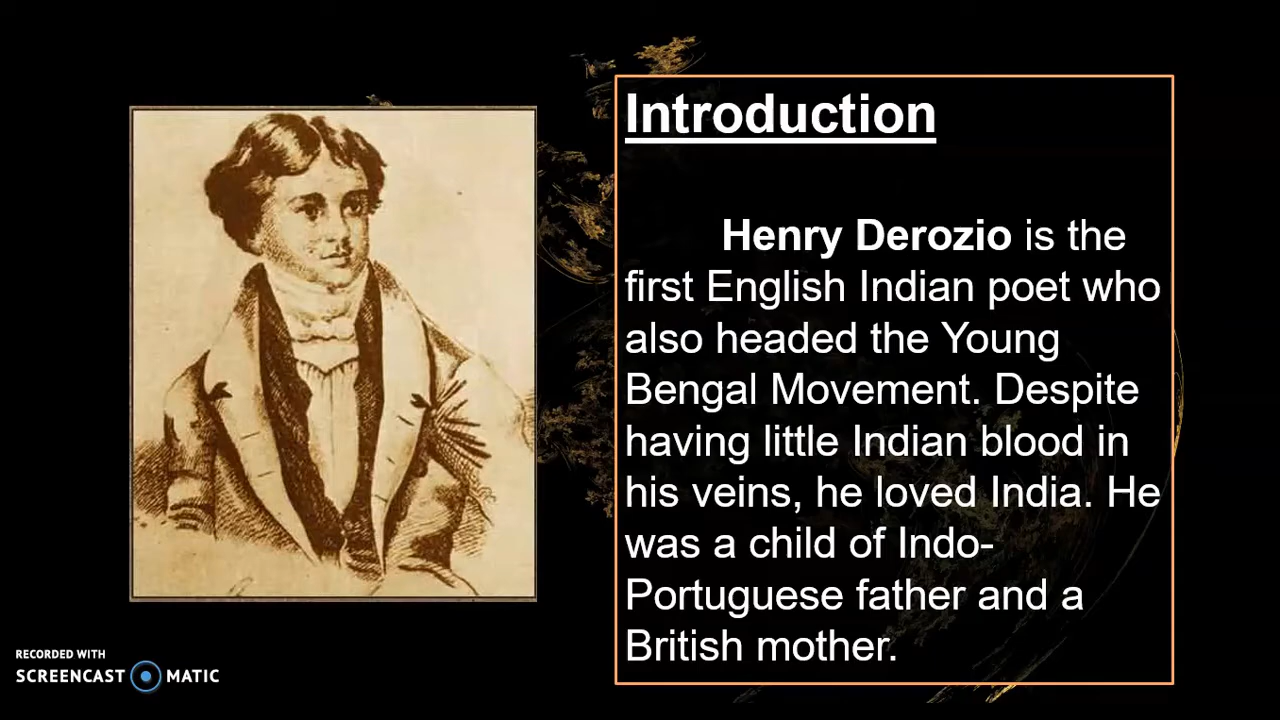 Introduction
Henry Derozio is the
first English Indian poet who
also headed the Young
Bengal Movement. Despite
having little Indian blood in
his veins, he loved India. He
was a child of Indo-
Portuguese father and a
British mother.
RECORDED WITH
SCREENCAST MATIC